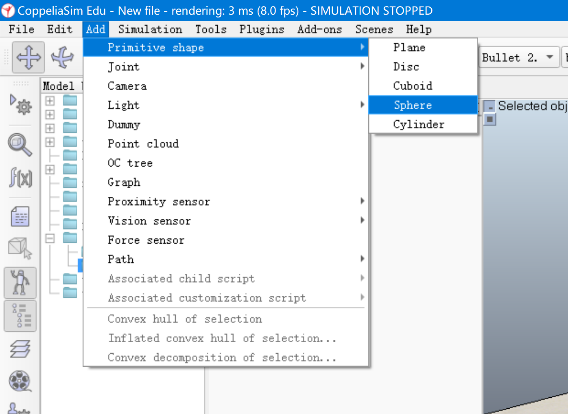 CoppeliaSim Edu - New file - rendering: 3 ms (8.0 fps) - SIMULATION STOPPED
File Edit Add Simulation Tools Plugins Add-ons Scenes Help
Bullet 2.
Model
Selected obj
Primitive shape
Joint
Camera
Light
Dummy
Point cloud
OC tree
Graph
Proximity sensor
Vision sensor
Force sensor
Path
Associated child script
Associated customization script
Convex hull of selection
Inflated convex hull of selection...
Convex decomposition of selection...
Plane
Disc
Cuboid
Sphere
Cylinder
f(x)